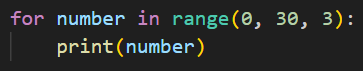 for number in range(0, 30, 3):
    print(number)